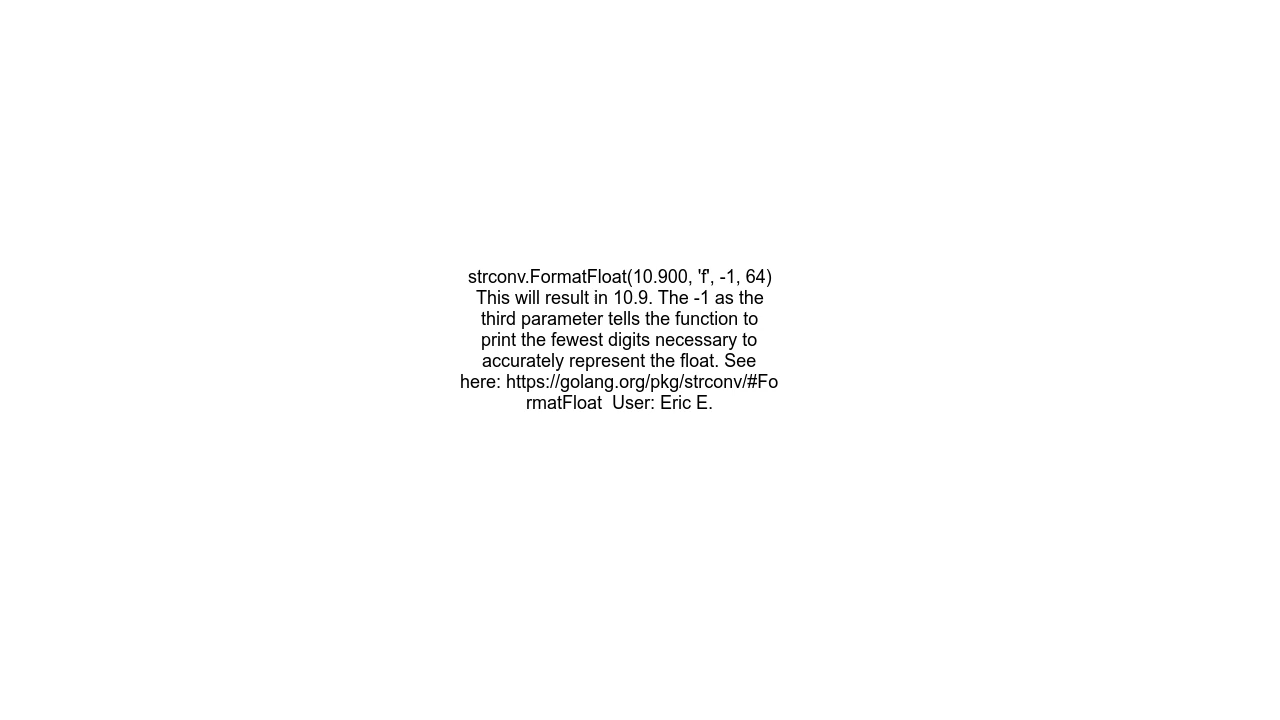 strconv.FormatFloat(10.900, 'f', -1, 64)
This will result in 10.9. The -1 as the
third parameter tells the function to
print the fewest digits necessary to
accurately represent the float. See
here: https://golang.org/pkg/strconv/#Fo
rmatFloat  User: Eric E.